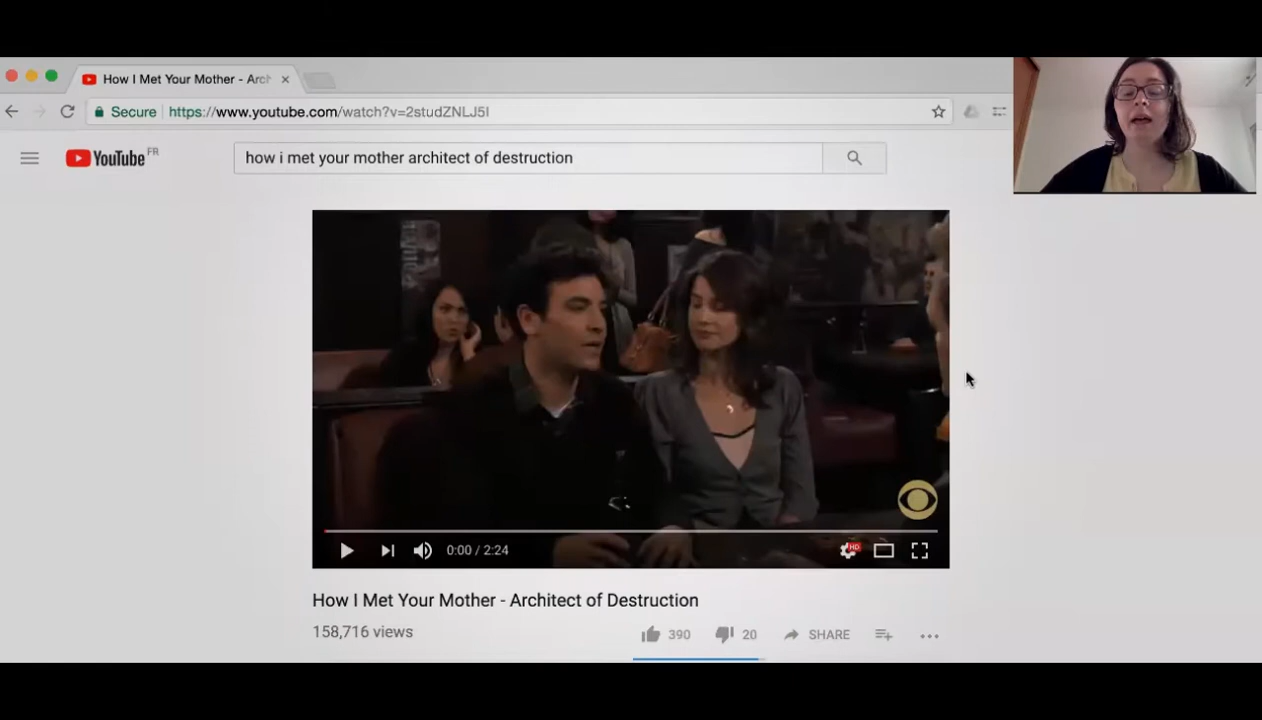 How I Met Your Mother - Arch
Secure https://www.youtube.com/watch?v=2studZNLJ5I
YouTube FR
how i met your mother architect of destruction
0:00 / 2:24
HD
How I Met Your Mother - Architect of Destruction
158,716 views
390
20
SHARE